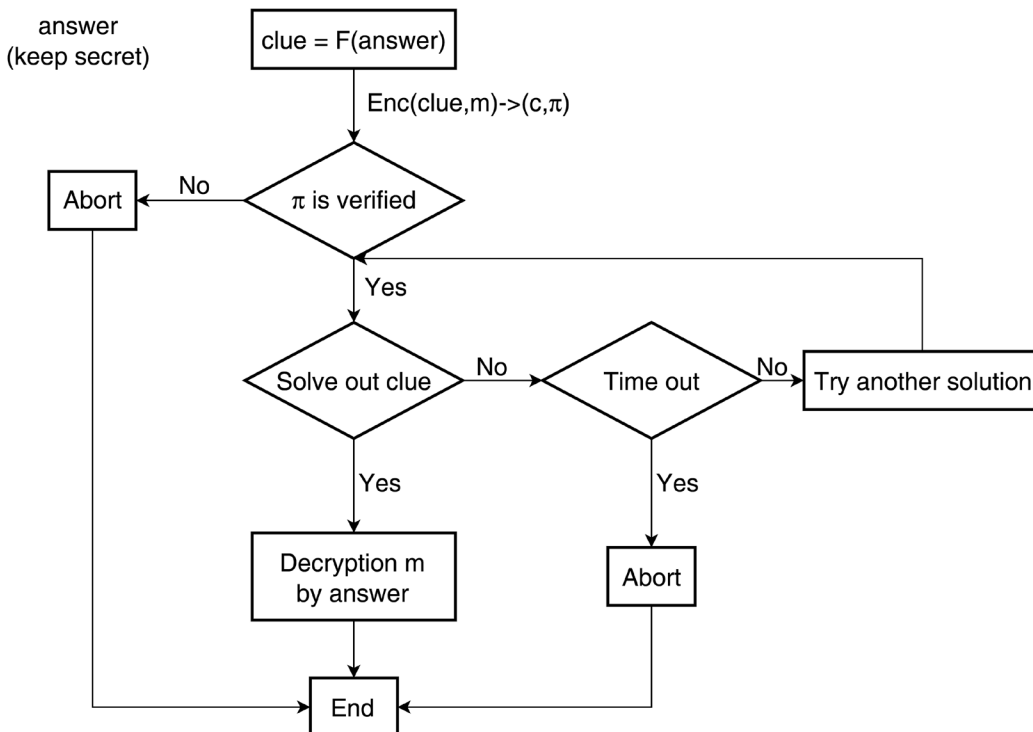 answer
(keep secret)
clue = F(answer)
Enc(clue,m)->(c,π)
Abort
No
π is verified
Yes
Solve out clue
No
Time out
No
Try another solution
Yes
Yes
Decryption m
by answer
Abort
End